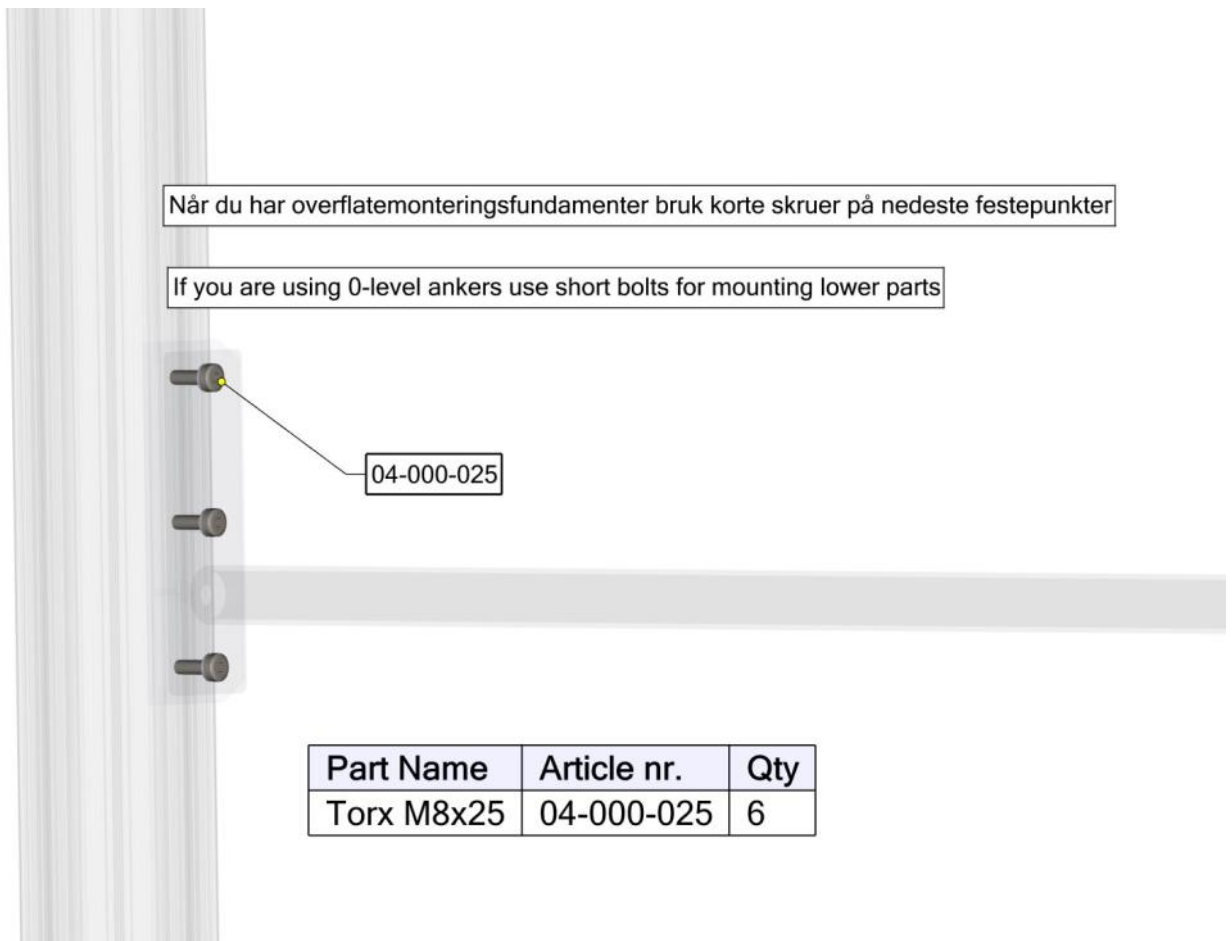 Når du har overflatemonteringsfundamenter bruk korte skruer på nedeste festepunkter
If you are using 0-level ankers use short bolts for mounting lower parts
04-000-025
Part Name Article nr. Qty
Torx M8x25 04-000-025 6